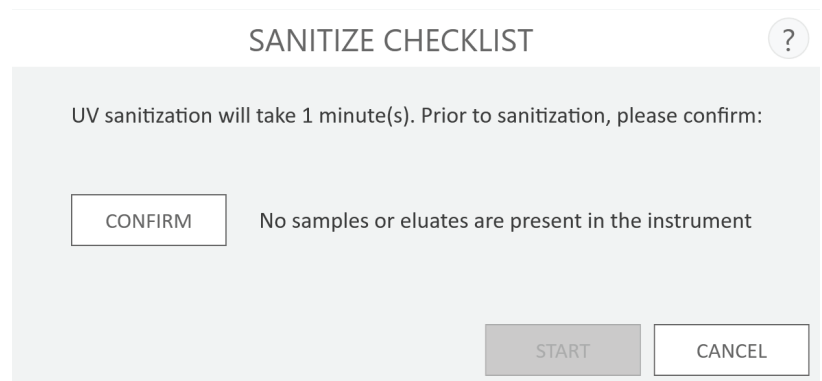 SANITIZE CHECKLIST
?
UV sanitization will take 1 minute(s). Prior to sanitization, please confirm:
CONFIRM
No samples or eluates are present in the instrument
START
CANCEL